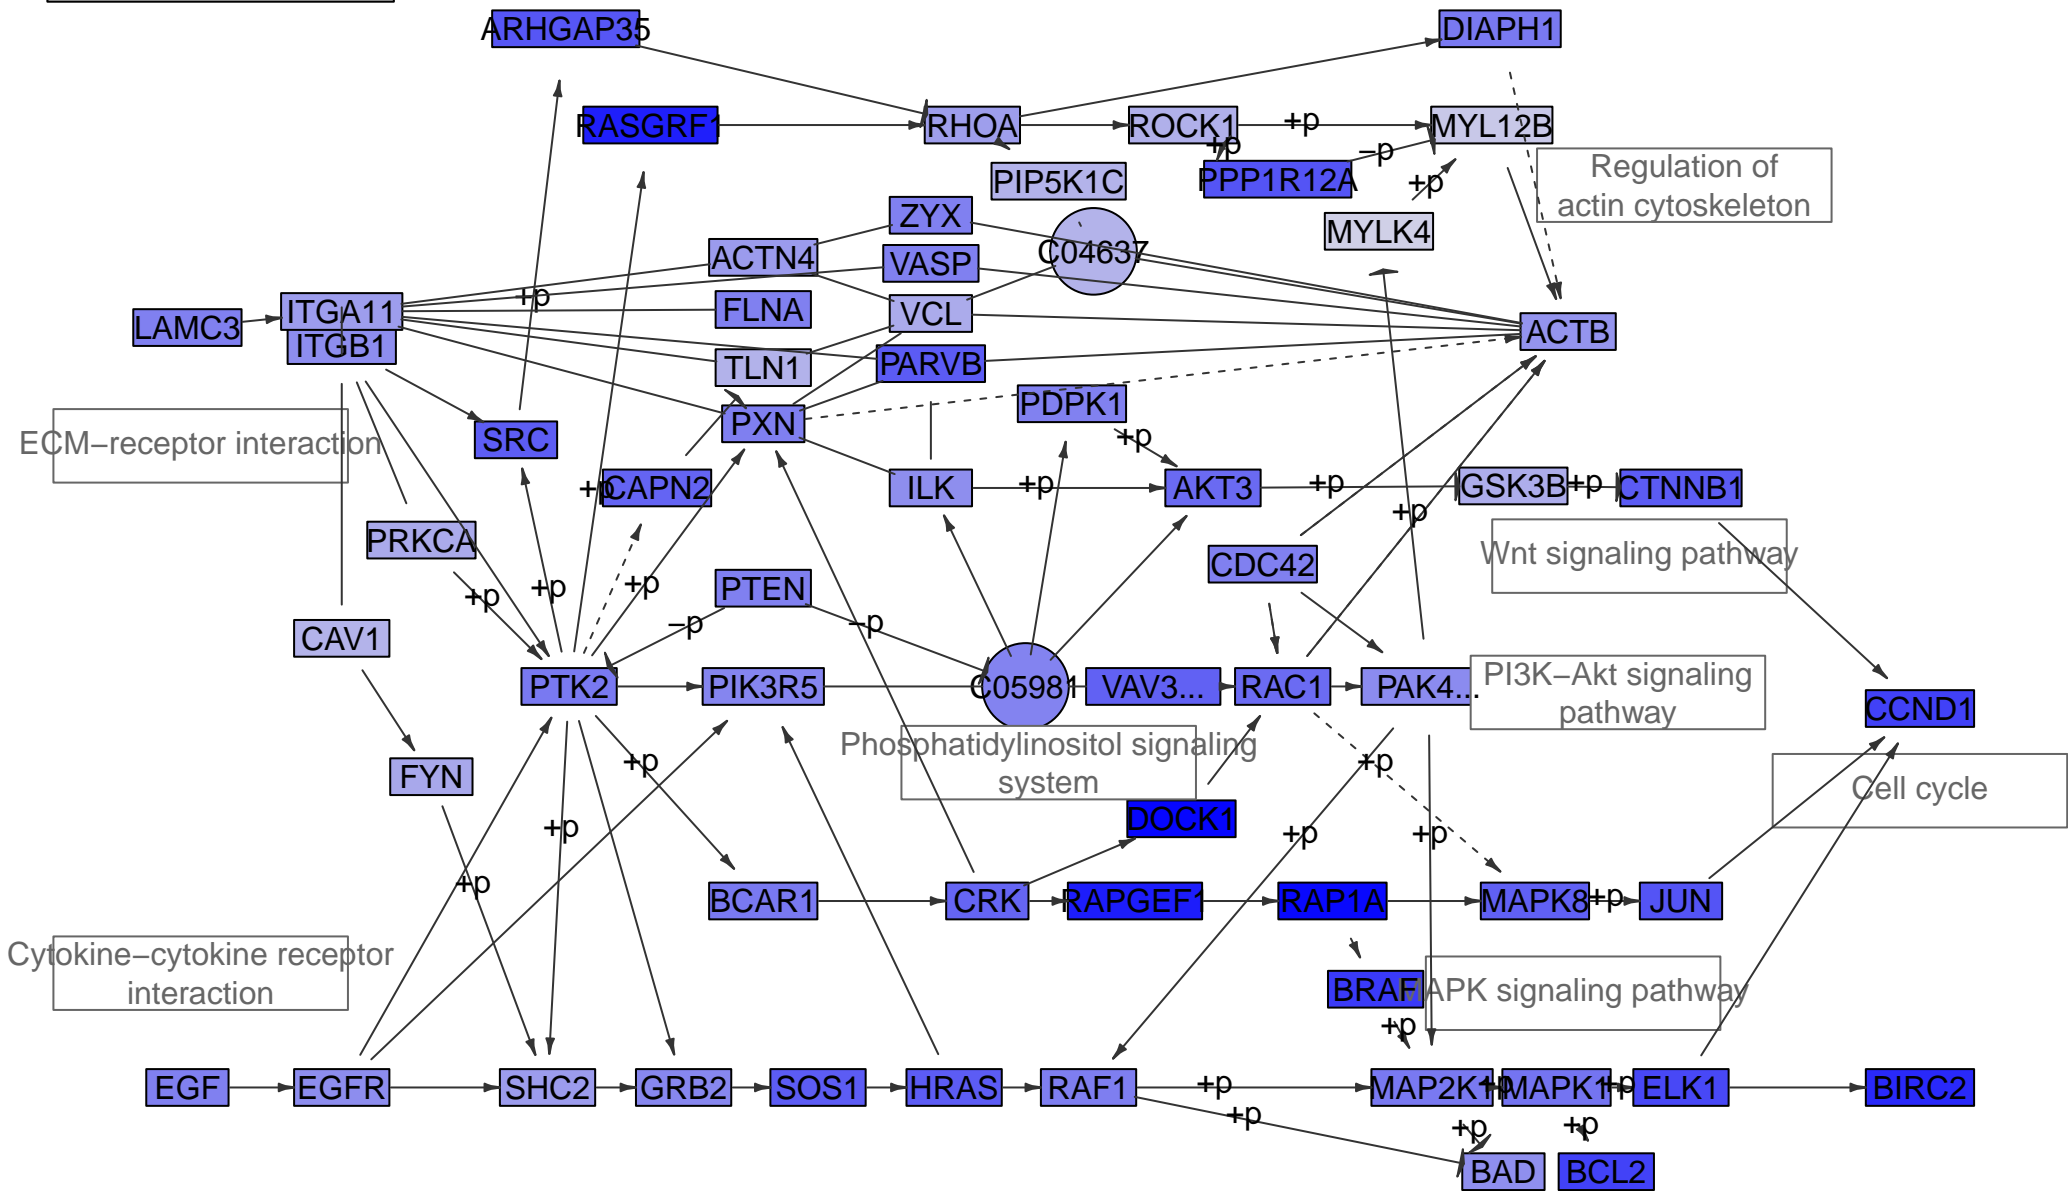 ARHGAP35
DIAPH1
RASGRF1
RHOA
ROCK1
+p
MYL12B
+p
−p
PIP5K1C
PPP1R12A
+p
Regulation of
actin cytoskeleton
ZYX
MYLK4
ACTN4
VASP
C04637
+p
ITGA11
FLNA
VCL
LAMC3
ACTB
ITGB1
TLN1
PARVB
PDPK1
PXN
ECM−receptor interaction
SRC
+p
+p
CAPN2
ILK
+p
AKT3
+p
GSK3B
+p
CTNNB1
+p
PRKCA
Wnt signaling pathway
CDC42
+p
+p
+p
PTEN
−p
−p
CAV1
PTK2
PIK3R5
C05981
VAV3...
RAC1
PAK4...
PI3K−Akt signaling
pathway
CCND1
Phosphatidylinositol signaling
system
+p
+p
FYN
Cell cycle
DOCK1
+p
+p
+p
+p
BCAR1
CRK
RAPGEF1
RAP1A
MAPK8
+p
JUN
Cytokine−cytokine receptor
interaction
BRAF
MAPK signaling pathway
+p
EGF
EGFR
SHC2
GRB2
SOS1
HRAS
RAF1
+p
MAP2K1
+p
MAPK1
+p
ELK1
BIRC2
+p
+p
+p
BAD
BCL2